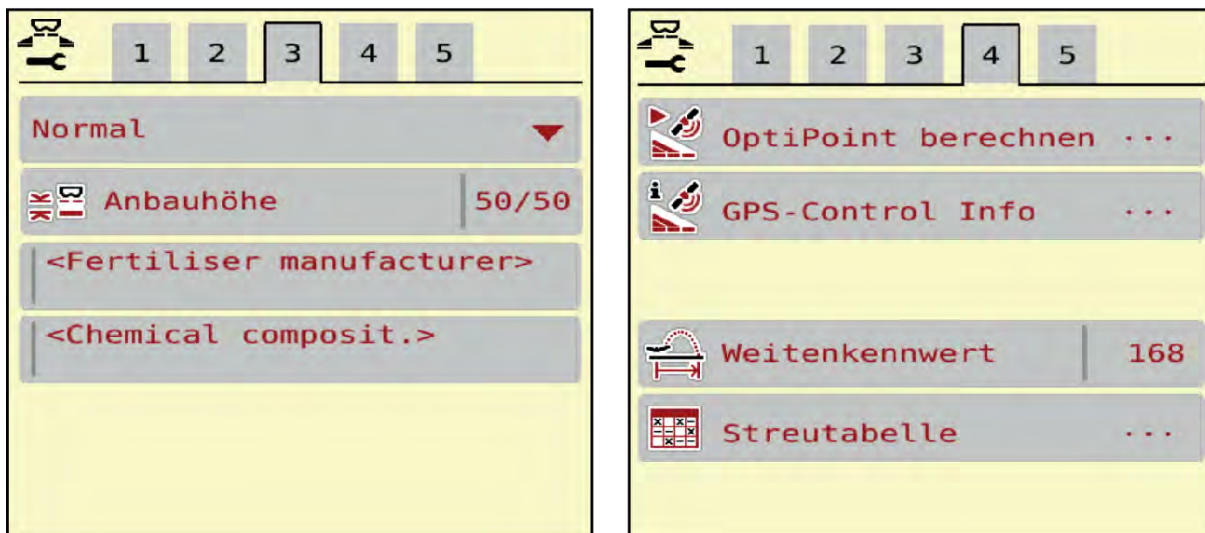 1 2 3 4 5
Normal
Anbauhöhe 50/50
<Fertiliser manufacturer>
<Chemical composit.>
1 2 3 4 5
OptiPoint berechnen ...
GPS-Control Info ...
Weitenkennwert 168
Streutabelle ...